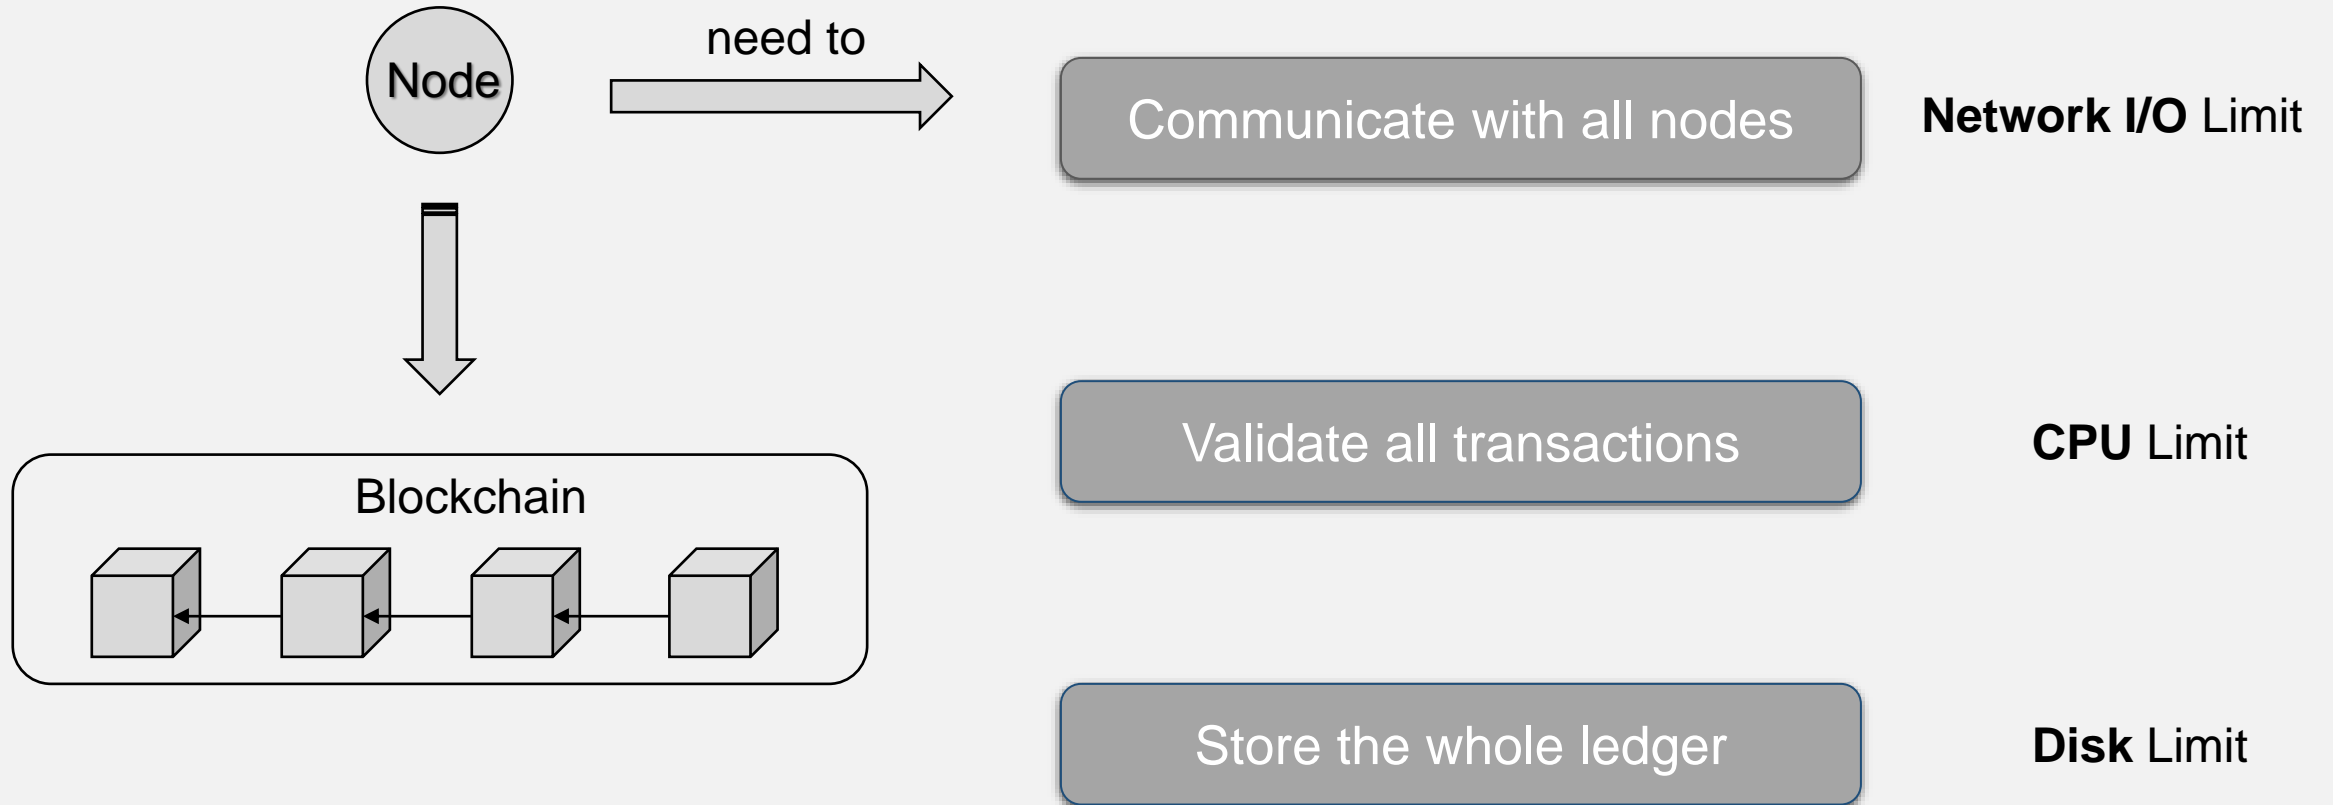 Node
need to
Communicate with all nodes
Network I/O Limit
Validate all transactions
CPU Limit
Blockchain
Store the whole ledger
Disk Limit